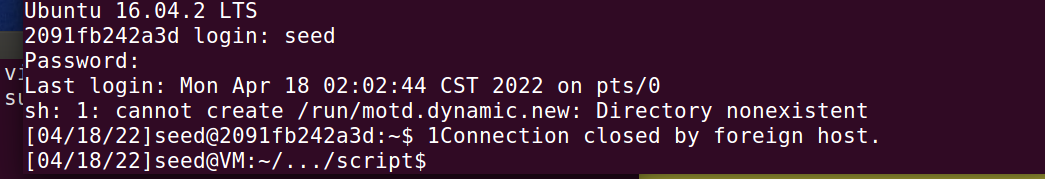 Ubuntu 16.04.2 LTS
2091fb242a3d login: seed
Password:
Last login: Mon Apr 18 02:02:44 CST 2022 on pts/0
sh: 1: cannot create /run/motd.dynamic.new: Directory nonexistent
[04/18/22]seed@2091fb242a3d:~$ 1Connection closed by foreign host.
[04/18/22]seed@VM:~/.../script$